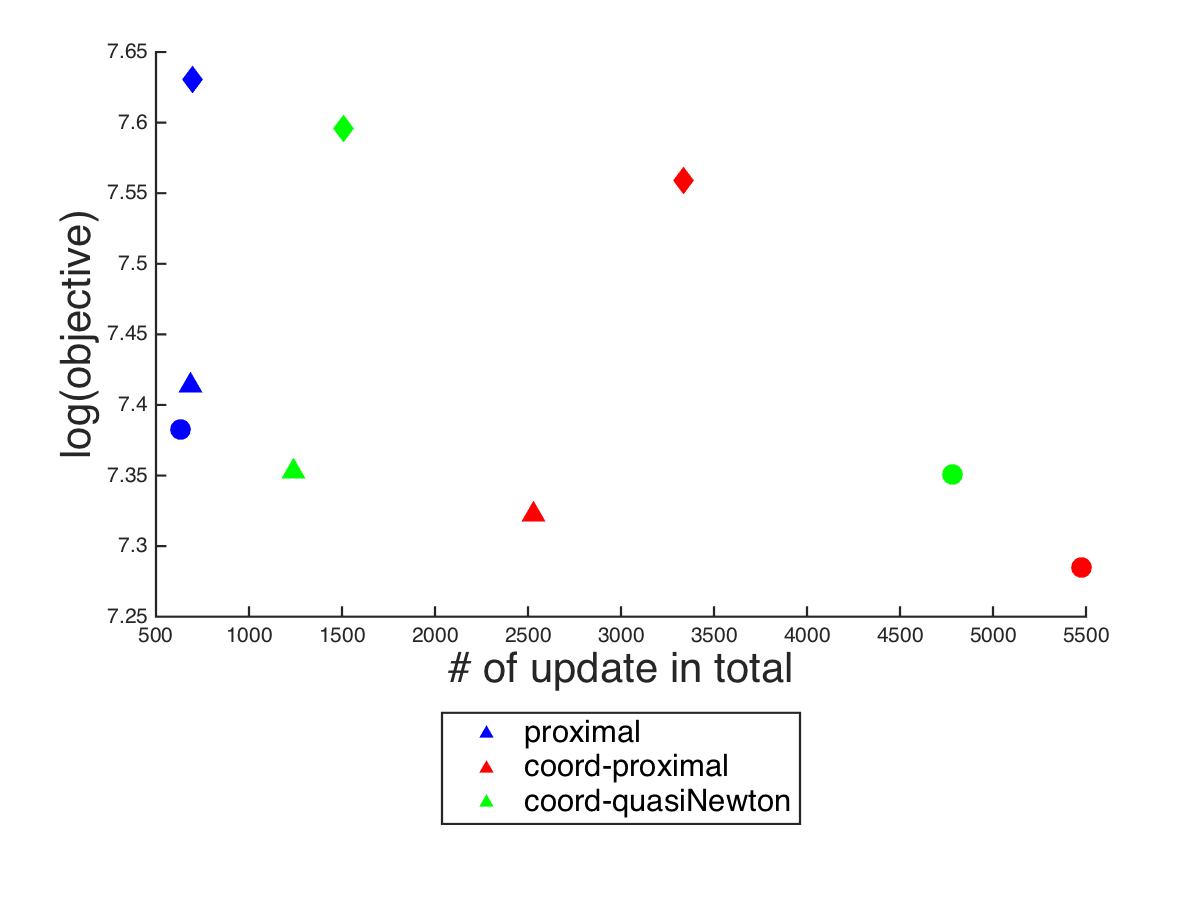 7.65
7.6
7.55
7.5
7.45
7.4
7.35
7.3
7.25
log(objective)
500 1000 1500 2000 2500 3000 3500 4000 4500 5000 5500
# of update in total
proximal
coord-proximal
coord-quasiNewton